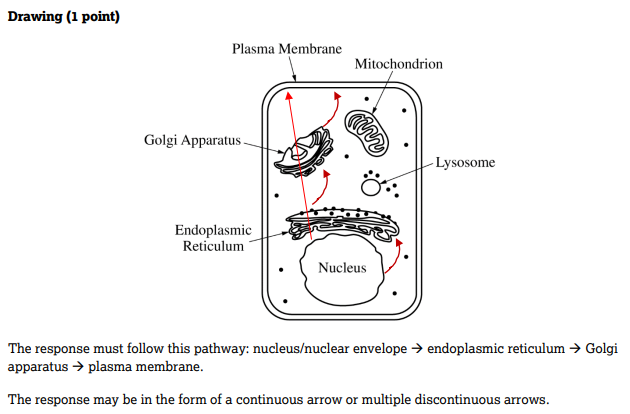 Drawing (1 point)
Plasma Membrane
Mitochondrion
Golgi Apparatus
Lysosome
Endoplasmic
Reticulum
Nucleus
The response must follow this pathway: nucleus/nuclear envelope → endoplasmic reticulum → Golgi
apparatus → plasma membrane.
The response may be in the form of a continuous arrow or multiple discontinuous arrows.